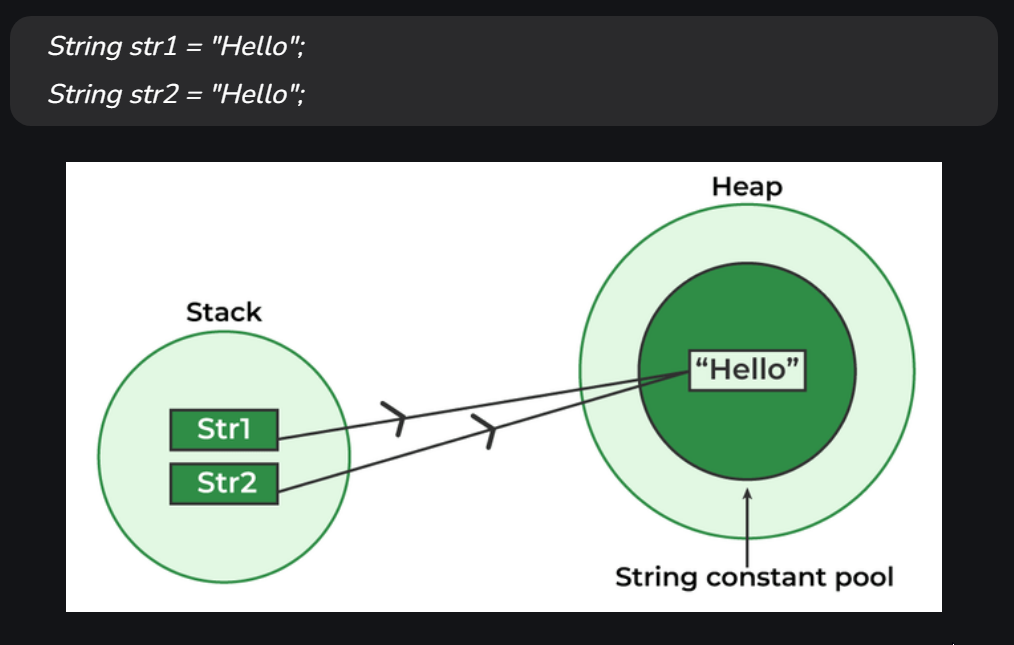 String str1 = "Hello";
String str2 = "Hello";
Heap
Stack
“Hello”
Str1
Str2
String constant pool